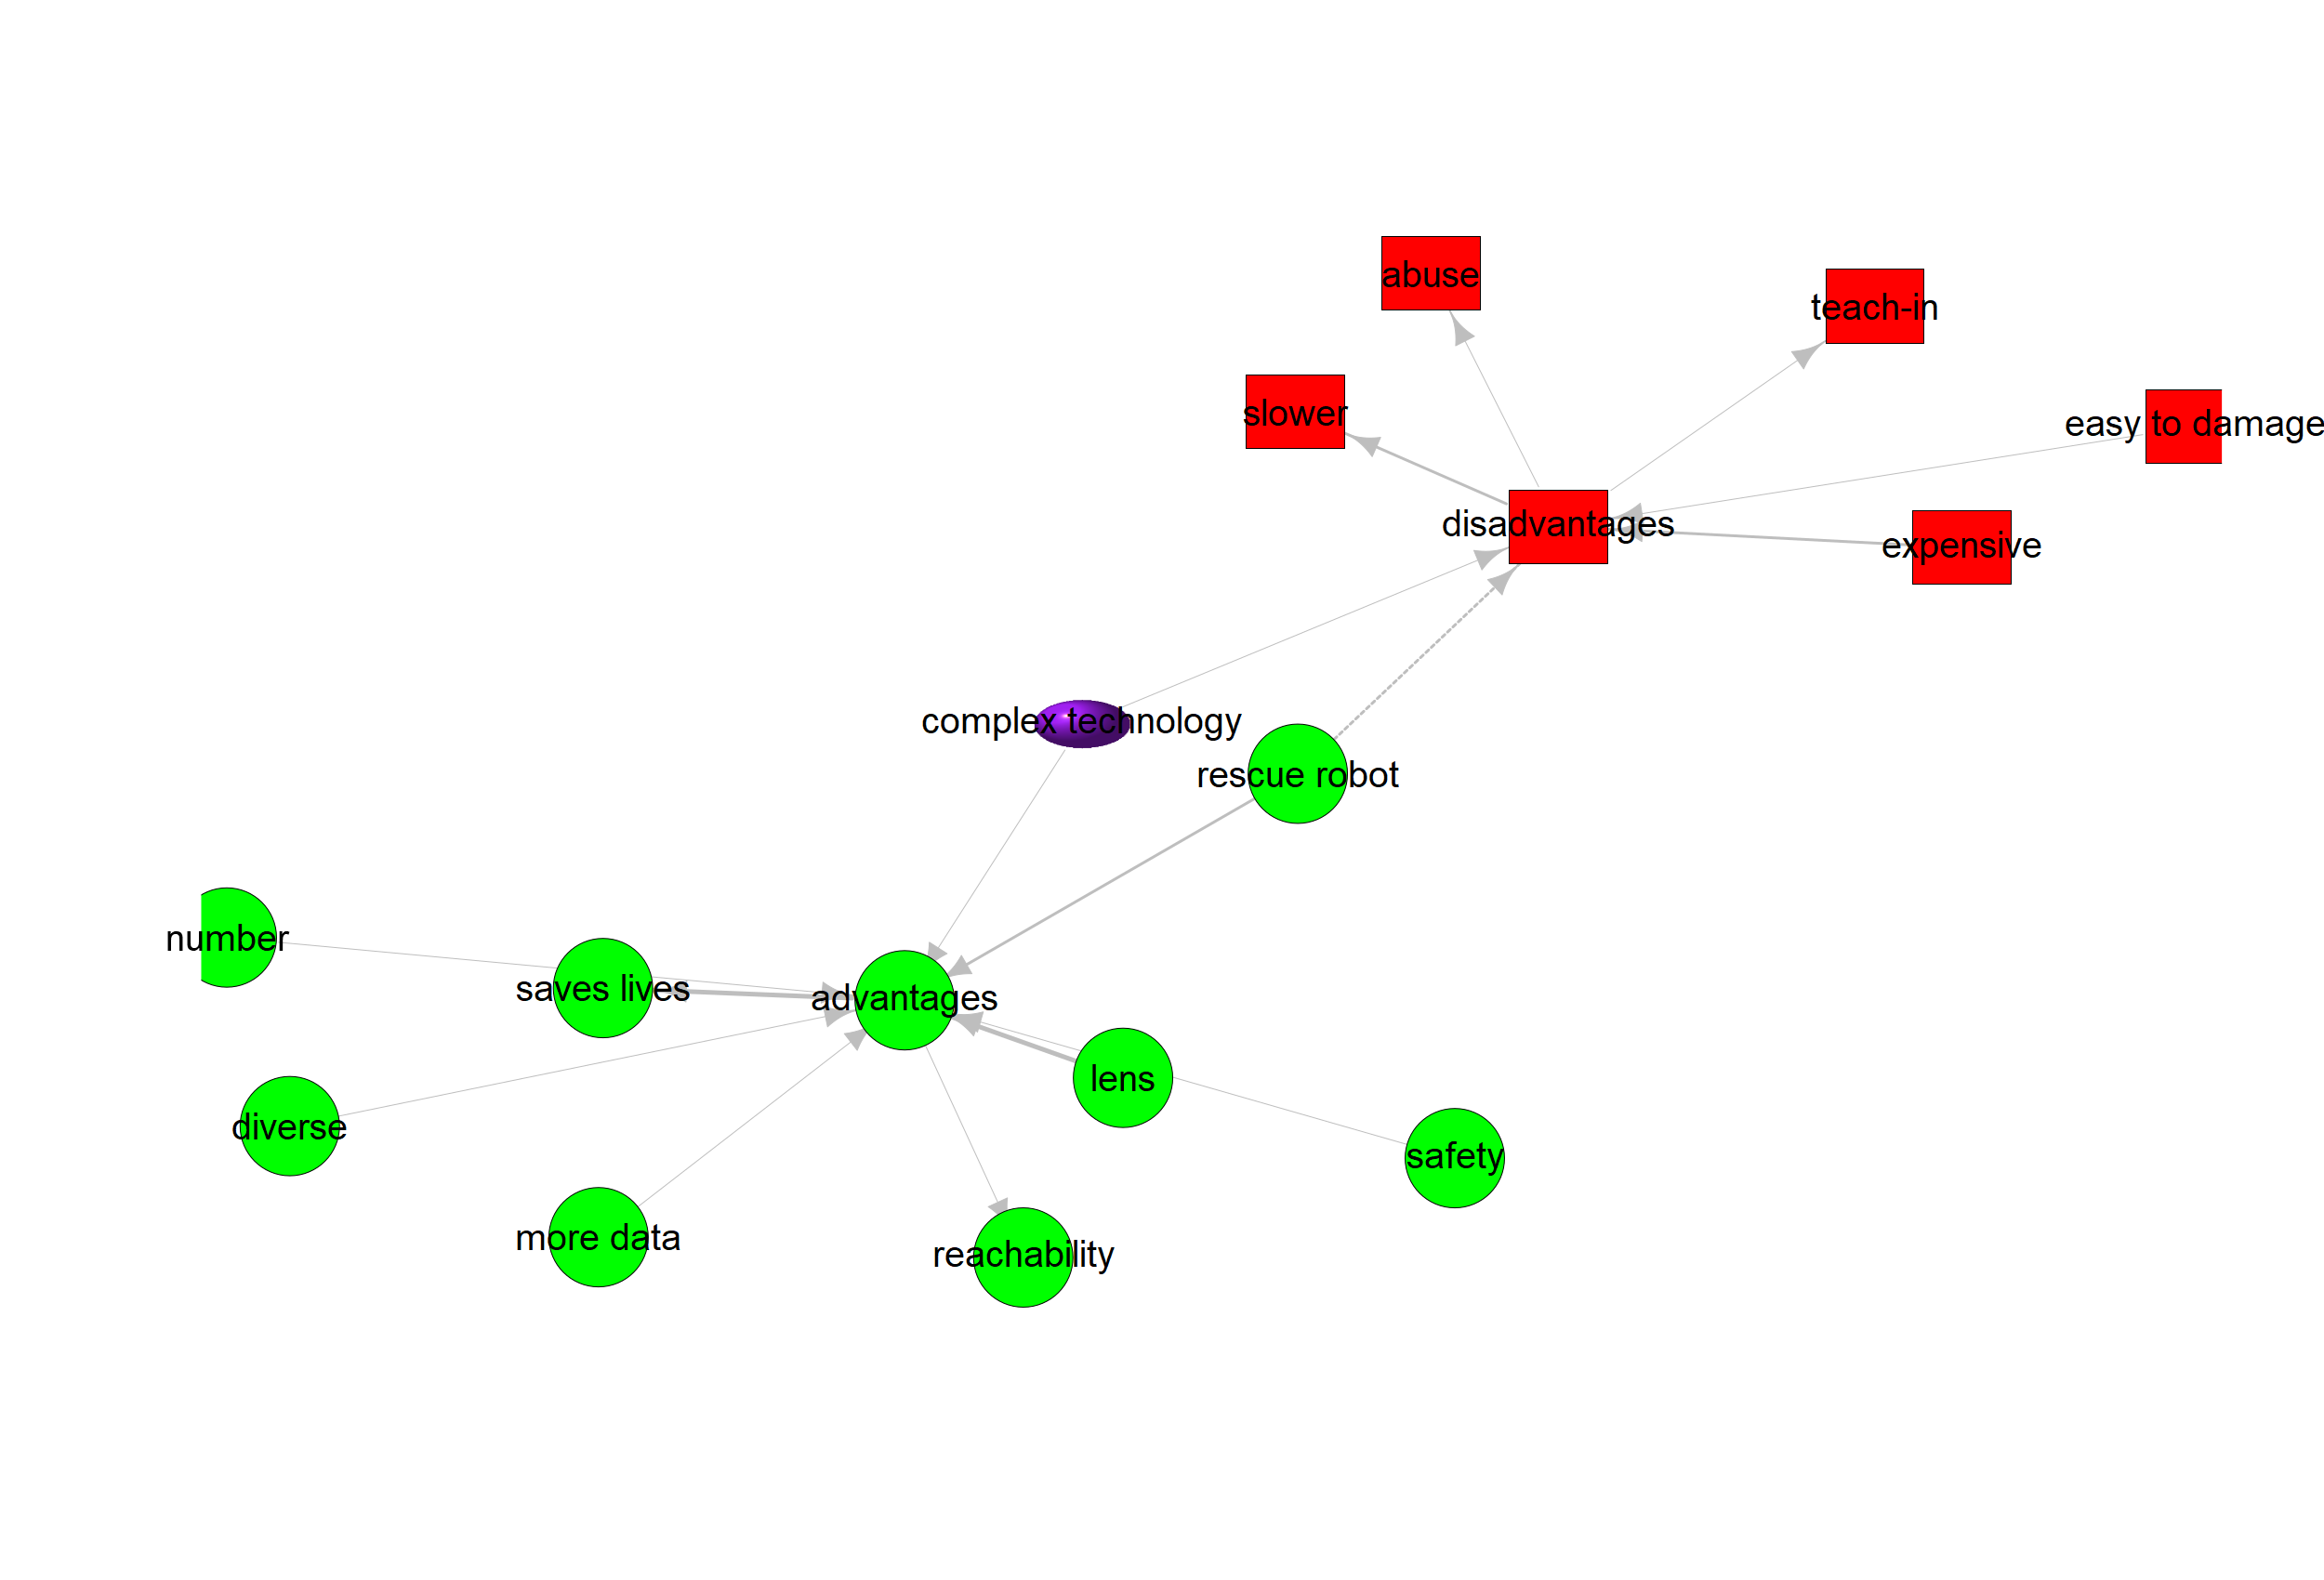 abuse
teach-in
slower
easy to damage
disadvantages
expensive
complex technology
rescue robot
number
saves lives
advantages
lens
diverse
safety
more data
reachability